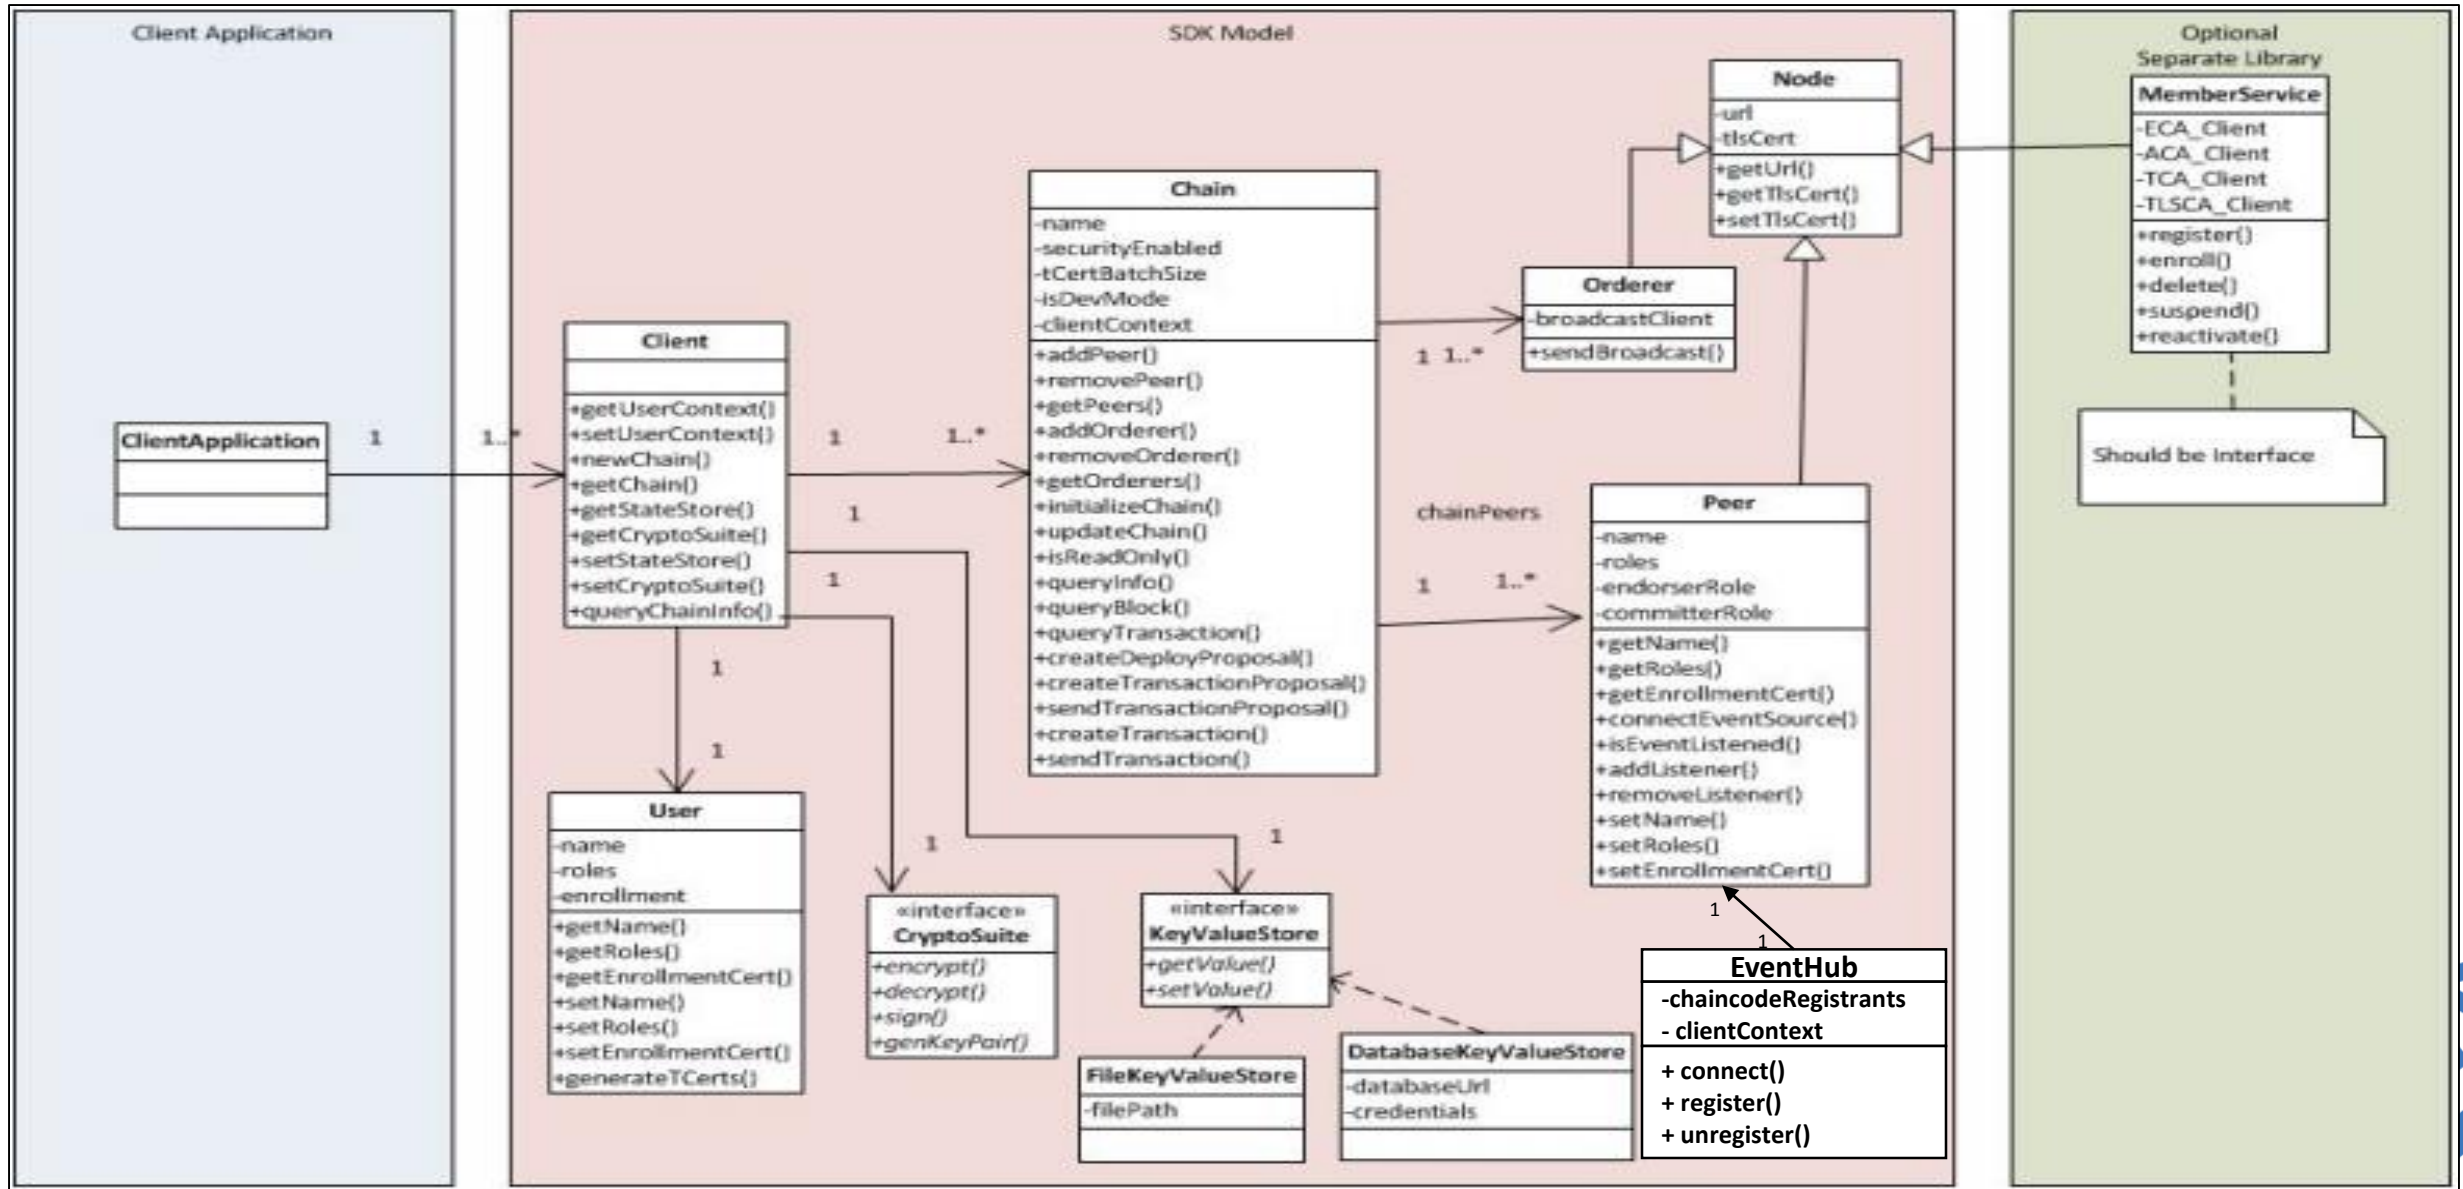 Client Application
ClientApplication
1
1..*
SDK Model
Client
+getUserContext()
+setUserContext()
+newChain()
+getChain()
+getStateStore()
+getCryptoSuite()
+setStateStore()
+setCryptoSuite()
+queryChainInfo()
1
1..*
1
1
1
1
1
1
User
-name
-roles
-enrollment
+getName()
+getRoles()
+getEnrollmentCert()
+setName()
+setRoles()
+setEnrollmentCert()
+generateTCerts()
«interface»
CryptoSuite
+encrypt()
+decrypt()
+sign()
+genKeyPair()
«interface»
KeyValueStore
+getValue()
+setValue()
FileKeyValueStore
-filePath
DatabaseKeyValueStore
-databaseUrl
-credentials
Chain
-name
-securityEnabled
-tCertBatchSize
-isDevMode
-clientContext
+addPeer()
+removePeer()
+getPeers()
+addOrderer()
+removeOrderer()
+getOrderers()
+initializeChain()
+updateChain()
+isReadOnly()
+queryInfo()
+queryBlock()
+queryTransaction()
+createDeployProposal()
+createTransactionProposal()
+sendTransactionProposal()
+createTransaction()
+sendTransaction()
1 1..*
chainPeers
1
1..*
Node
-url
-tlsCert
+getUrl()
+getTlsCert()
+setTlsCert()
Orderer
-broadcastClient
+sendBroadcast()
Peer
-name
-roles
-endorserRole
-committerRole
+getName()
+getRoles()
+getEnrollmentCert()
+connectEventSource()
+isEventListened()
+addListener()
+removeListener()
+setName()
+setRoles()
+setEnrollmentCert()
1
1
EventHub
-chaincodeRegistrants
- clientContext
+ connect()
+ register()
+ unregister()
Optional
Separate Library
MemberService
-ECA_Client
-ACA_Client
-TCA_Client
-TLSCA_Client
+register()
+enroll()
+delete()
+suspend()
+reactivate()
Should be Interface